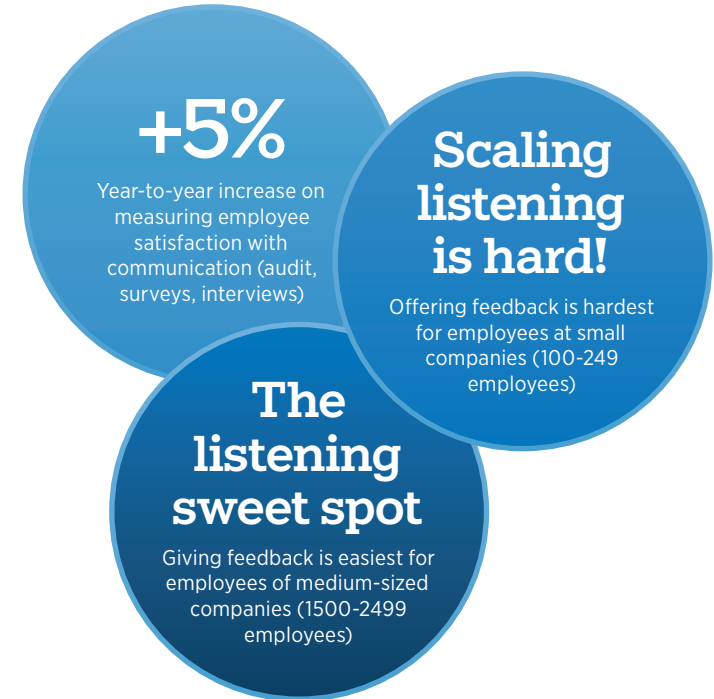 +5%
Year-to-year increase on
measuring employee
satisfaction with
communication (audit,
surveys, interviews)
Scaling
listening
is hard!
Offering feedback is hardest
for employees at small
companies (100-249
employees)
The
listening
sweet spot
Giving feedback is easiest for
employees of medium-sized
companies (1500-2499
employees)